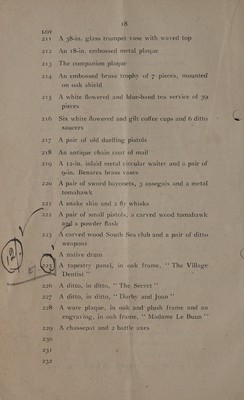 18
LOT
211 A 38-in. glass trumpet vase with waved top
212 An 18-in. embossed metal plaque
213 The companion plaque
214 An embossed brass trophy of 7 pieces, mounted
on oak shield
215 A white flowered and blue-band tea service of 39
pieces
216 Six white flowered and gilt coffee cups and 6 ditto
saucers
217 A pair of old duelling pistols
218 An antique chain coat of mail
219 A 12-in. inlaid metal circular waiter and a pair of
9-in. Benares brass vases
220 A pair of sword bayonets, 3 assegais and a metal
tomahawk
221 A snake skin and 2 fly whisks
222 A pair of small pistols, a carved wood tomahawk
and a powder flask
223 A carved wood South Sea club and a pair of ditto
weapons
A native drum
225 A tapestry panel, in oak frame, " The Village
Dentist "
226 A ditto, in ditto, " The Secret "
227 A ditto, in ditto, " Darby and Joan "
228 A ware plaque, in oak and plush frame and an
engraving, in oak frame, " Madame Le Brun "
229 A chassepot and 2 battle axes
230
231
232